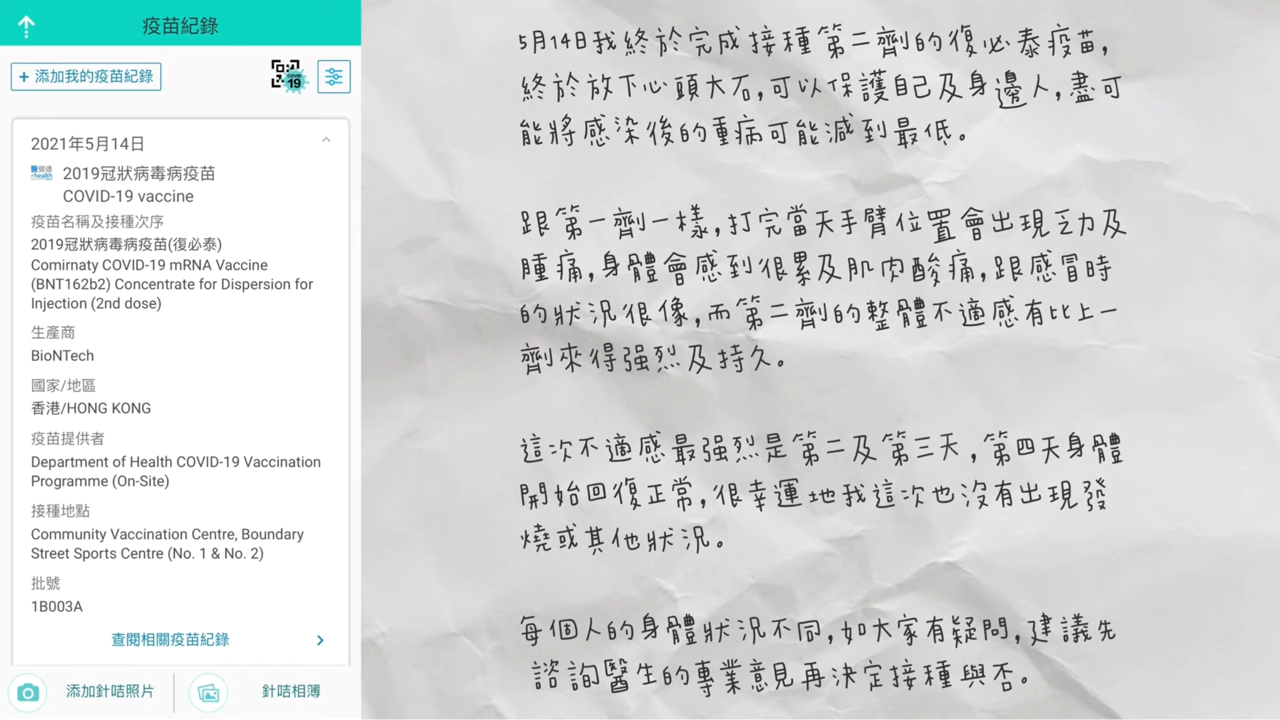 疫苗紀錄
+ 添加我的疫苗紀錄
COVID 19
2021年5月14日
醫健通
eHealth
2019冠狀病毒病疫苗
COVID-19 vaccine
疫苗名稱及接種次序
2019冠狀病毒病疫苗(復必泰)
Comirnaty COVID-19 mRNA Vaccine
(BNT162b2) Concentrate for Dispersion for
Injection (2nd dose)
生產商
BioNTech
國家/地區
香港/HONG KONG
疫苗提供者
Department of Health COVID-19 Vaccination
Programme (On-Site)
接種地點
Community Vaccination Centre, Boundary
Street Sports Centre (No. 1 & No. 2)
批號
1B003A
查閱相關疫苗紀錄
添加針咭照片
針咭相簿
5月14日我終於完成接種第二劑的復必泰疫苗,
終於放下心頭大石,可以保護自己及身邊人,盡可
能將感染後的重病可能減到最低。
跟第一劑一樣,打完當天手臂位置會出現乏力及
腫痛,身體會感到很累及肌肉酸痛,跟感冒時
的狀況很像,而第二劑的整體不適感有比上一
劑來得强烈及持久。
這次不適感最强烈是第二及第三天,第四天身體
開始回復正常,很幸運地我這次也沒有出現發
燒或其他狀況。
每個人的身體狀況不同,如大家有疑問,建議先
諮詢醫生的專業意見再決定接種與否。